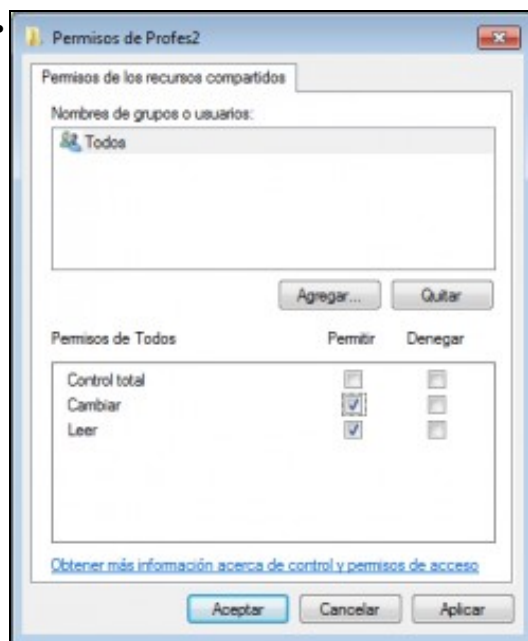 Permisos de Profes2
Permisos de los recursos compartidos
Nombres de grupos o usuarios:
Todos
Agregar... Quitar
Permisos de Todos Permitir Denegar
Control total
Cambiar
Leer
Obtener más información acerca de control y permisos de acceso
Aceptar Cancelar Aplicar